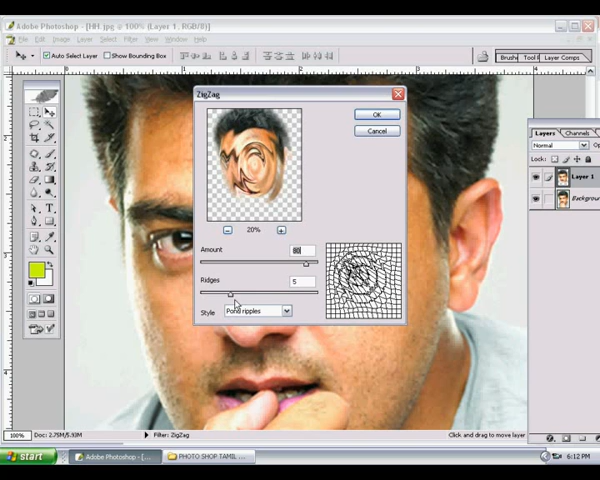 Adobe Photoshop - [HH.jpg @ 100% (Layer 1, RGB/8)]
File Edit Image Layer Select Filter View Window Help
Auto Select Layer Show Bounding Box
Brush Tool Layer Comps
ZigZag
OK
Cancel
20%
Amount 80
Ridges 5
Style Pond ripples
Layers Channels
Normal
Lock:
Layer 1
Background
100% Doc: 2.75M/5.93M Filter: ZigZag Click and drag to move layer
start Adobe Photoshop - [... PHOTO SHOP TAMIL ... 6:12 PM